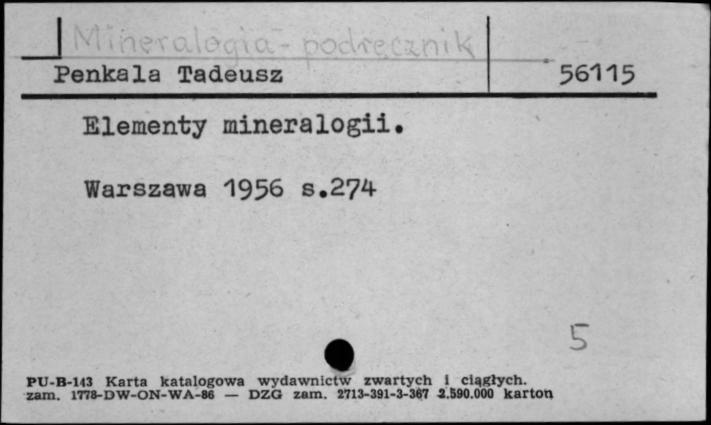 Mineralogia - podręcznik
Penkala Tadeusz 56115
Elementy mineralogii.
Warszawa 1956 s.274
5
PU-B-143 Karta katalogowa wydawnictw zwartych i ciągłych.
zam. 1778-DW-ON-WA-86 — DZG zam. 2713-391-3-367 2.590.000 karton